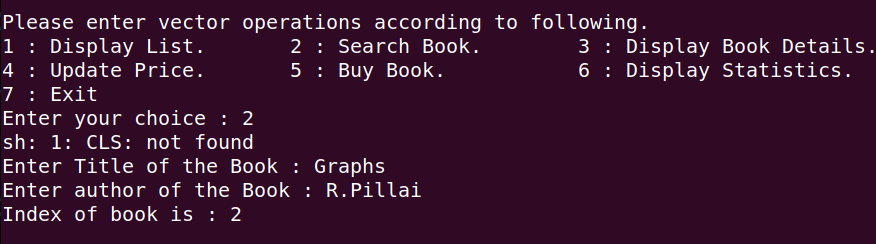 Please enter vector operations according to following.
1 : Display List.       2 : Search Book.        3 : Display Book Details.
4 : Update Price.       5 : Buy Book.           6 : Display Statistics.
7 : Exit
Enter your choice : 2
sh: 1: CLS: not found
Enter Title of the Book : Graphs
Enter author of the Book : R.Pillai
Index of book is : 2